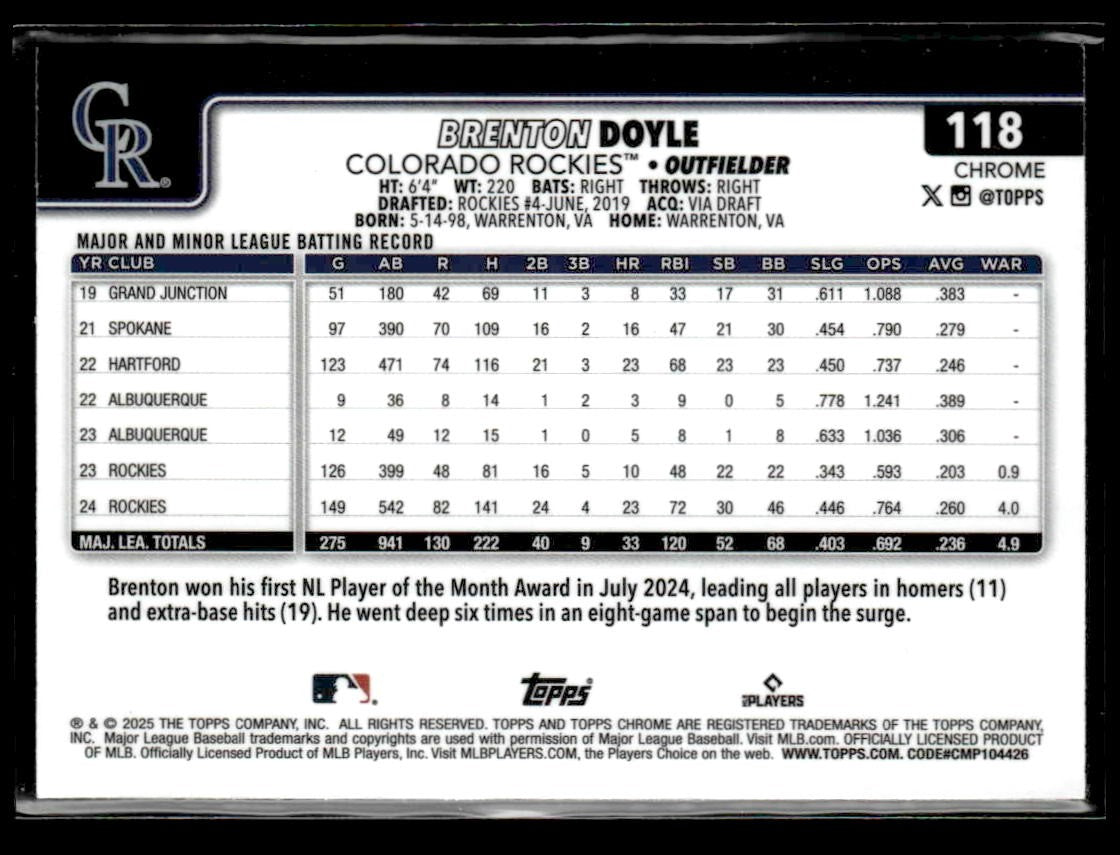 CR®
118
BRENTON DOYLE
COLORADO ROCKIES™ • OUTFIELDER
CHROME
HT: 6'4" WT: 220 BATS: RIGHT THROWS: RIGHT
@TOPPS
DRAFTED: ROCKIES #4-JUNE, 2019 ACQ: VIA DRAFT
BORN: 5-14-98, WARRENTON, VA HOME: WARRENTON, VA
MAJOR AND MINOR LEAGUE BATTING RECORD
YR CLUB G AB R H 2B 3B HR RBI SB BB SLG OPS AVG WAR
19 GRAND JUNCTION 51 180 42 69 11 3 8 33 17 31 .611 1.088 .383 -
21 SPOKANE 97 390 70 109 16 2 16 47 21 30 .454 .790 .279 -
22 HARTFORD 123 471 74 116 21 3 23 68 23 23 .450 .737 .246 -
22 ALBUQUERQUE 9 36 8 14 1 2 3 9 0 5 .778 1.241 .389 -
23 ALBUQUERQUE 12 49 12 15 1 0 5 8 1 8 .633 1.036 .306 -
23 ROCKIES 126 399 48 81 16 5 10 48 22 22 .343 .593 .203 0.9
24 ROCKIES 149 542 82 141 24 4 23 72 30 46 .446 .764 .260 4.0
MAJ. LEA. TOTALS 275 941 130 222 40 9 33 120 52 68 .403 .692 .236 4.9
Brenton won his first NL Player of the Month Award in July 2024, leading all players in homers (11)
and extra-base hits (19). He went deep six times in an eight-game span to begin the surge.
Topps
PLAYERS
® & © 2025 THE TOPPS COMPANY, INC. ALL RIGHTS RESERVED. TOPPS AND TOPPS CHROME ARE REGISTERED TRADEMARKS OF THE TOPPS COMPANY,
INC. Major League Baseball trademarks and copyrights are used with permission of Major League Baseball. Visit MLB.com. OFFICIALLY LICENSED PRODUCT
OF MLB. Officially Licensed Product of MLB Players, Inc. Visit MLBPLAYERS.COM, the Players Choice on the web. WWW.TOPPS.COM. CODE#CMP104426